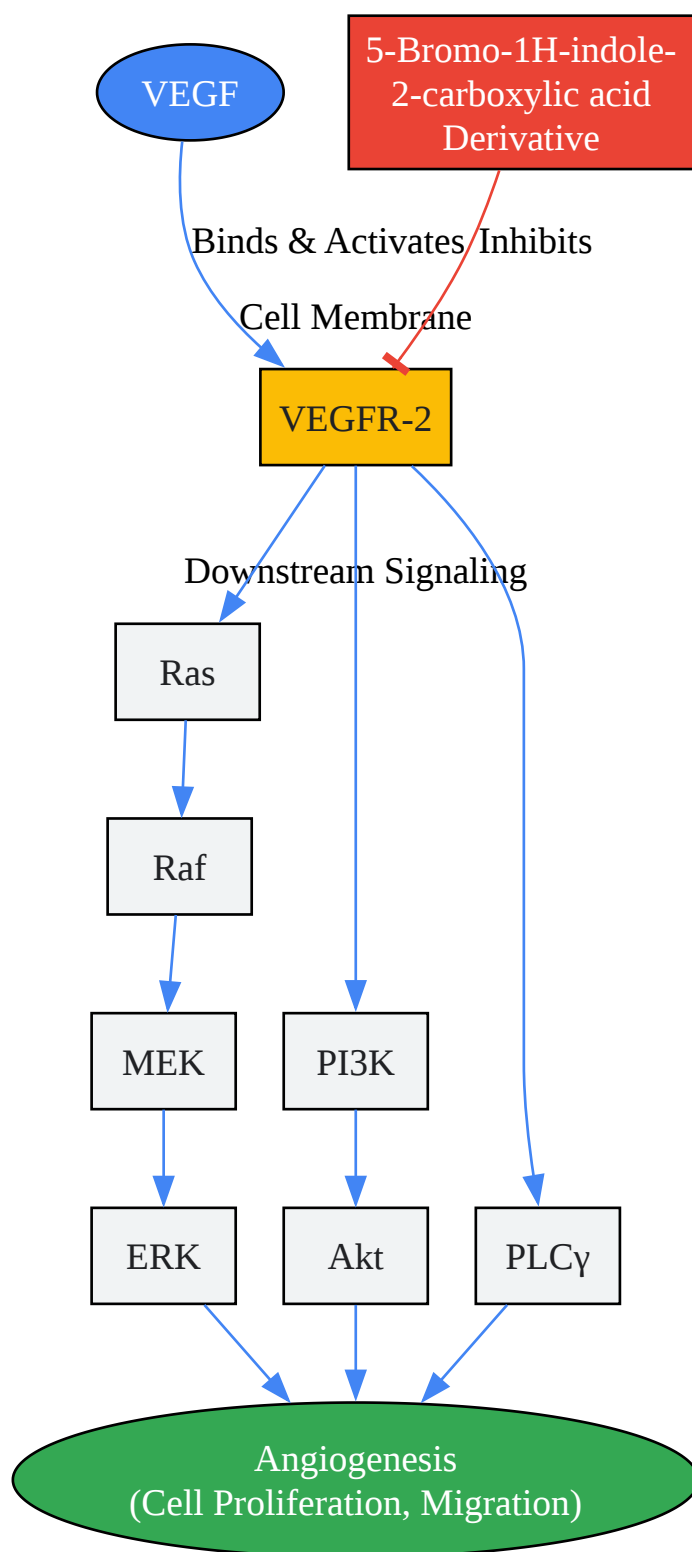 VEGF
5-Bromo-1H-indole-
2-carboxylic acid
Derivative
Binds & Activates
Inhibits
Cell Membrane
VEGFR-2
Downstream Signaling
Ras
Raf
MEK
PI3K
ERK
Akt
PLCγ
Angiogenesis
(Cell Proliferation, Migration)